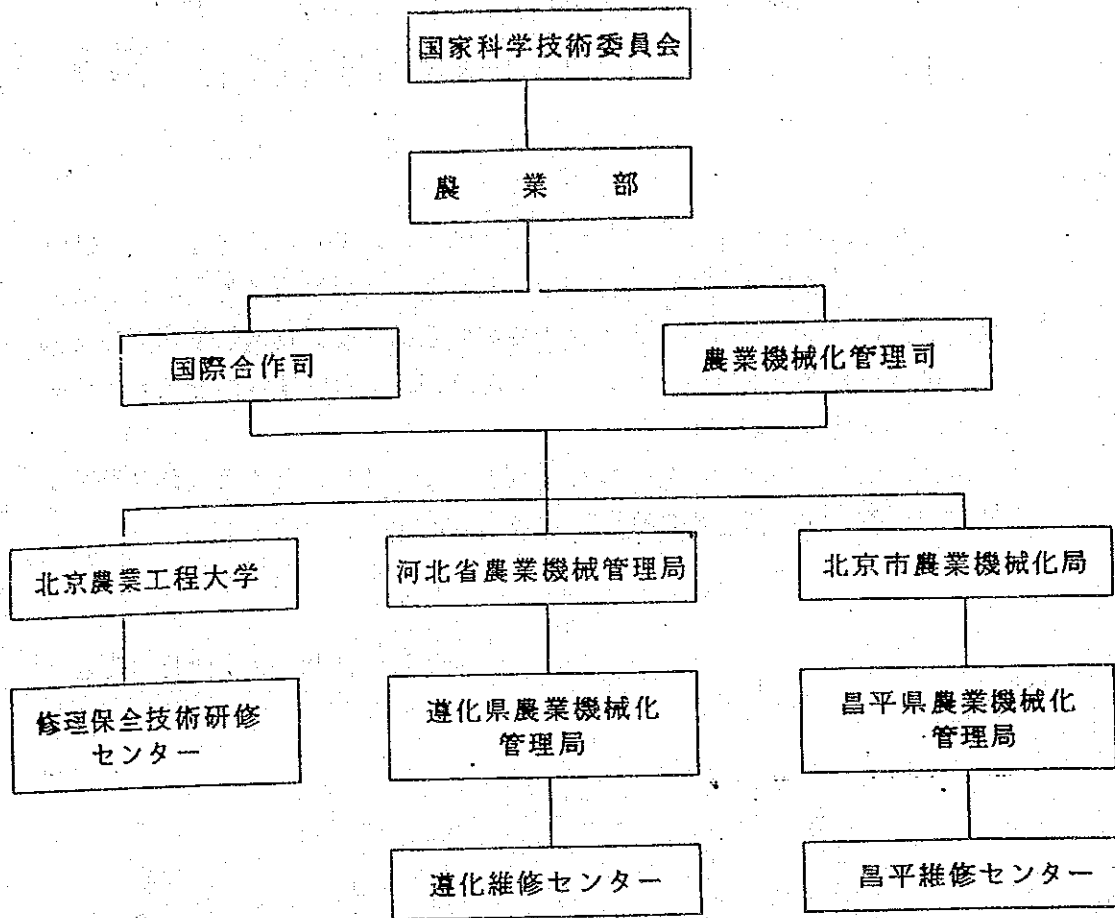 国家科学技術委員会
農 業 部
国際合作司
農業機械化管理司
北京農業工程大学
河北省農業機械管理局
北京市農業機械化局
修理保全技術研修
センター
遵化県農業機械化
管理局
昌平県農業機械化
管理局
遵化維修センター
昌平維修センター